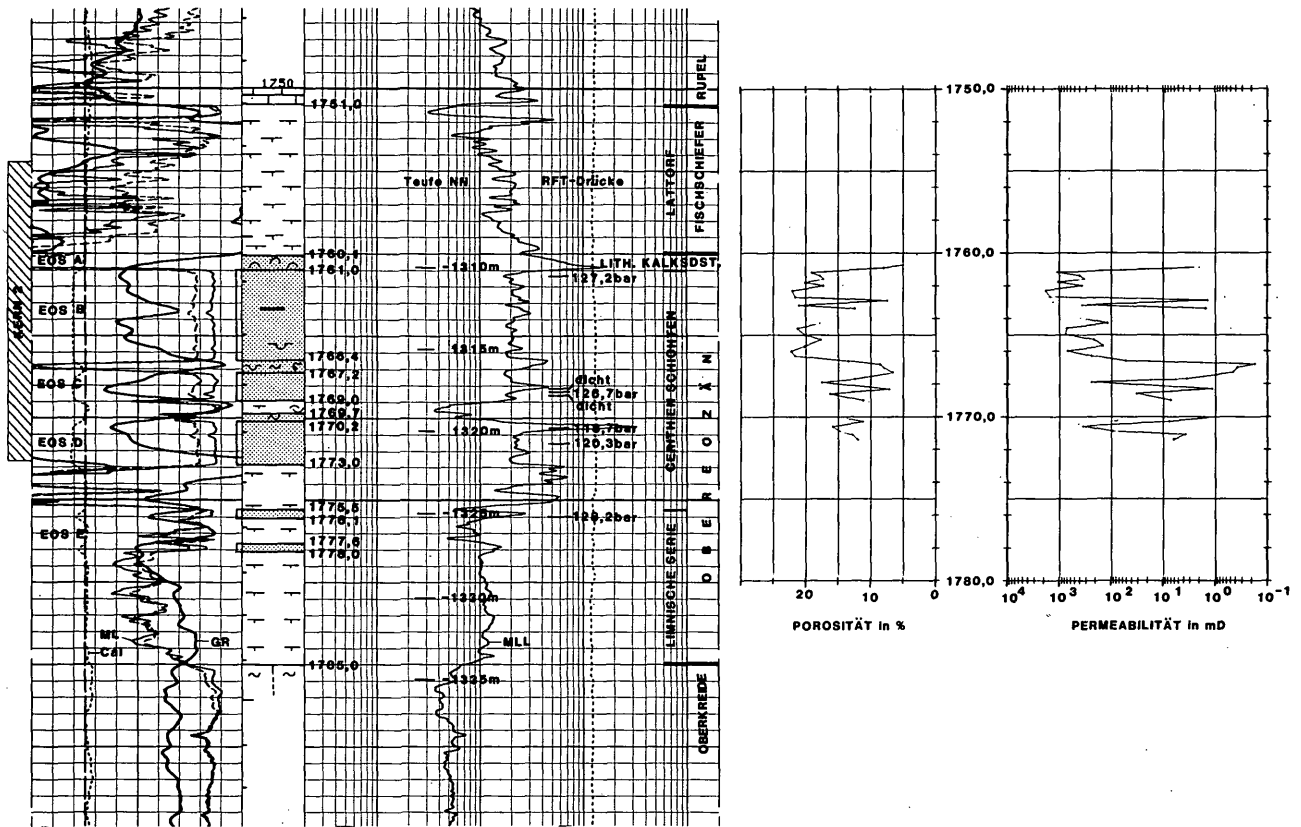 1750
1751,0
Teufe NN
RFT-Drücke
EOS A
1760,1
1761,0
-1310m
LITH. KALKSDST.
127,2bar
EOS B
KERN 2
1766,4
-1315m
1767,2
EOS C
dicht
126,7bar
dicht
1769,0
1769,7
1770,2
-1320m
120,3bar
EOS D
1773,0
1775,5
1776,1
EOS E
1777,6
1778,0
-1330m
ML
Cal
GR
MLL
1785,0
-1335m
RUPEL
LATTORF
FISCHSCHIEFER
CERITHIEN-SCHICHTEN
LIMNISCHE SERIE
OBEREOZÄN
OBERKREIDE
1750,0
1760,0
1770,0
1780,0
20 10 0
POROSITÄT in %
10⁴ 10³ 10² 10¹ 10⁰ 10⁻¹
PERMEABILITÄT in mD